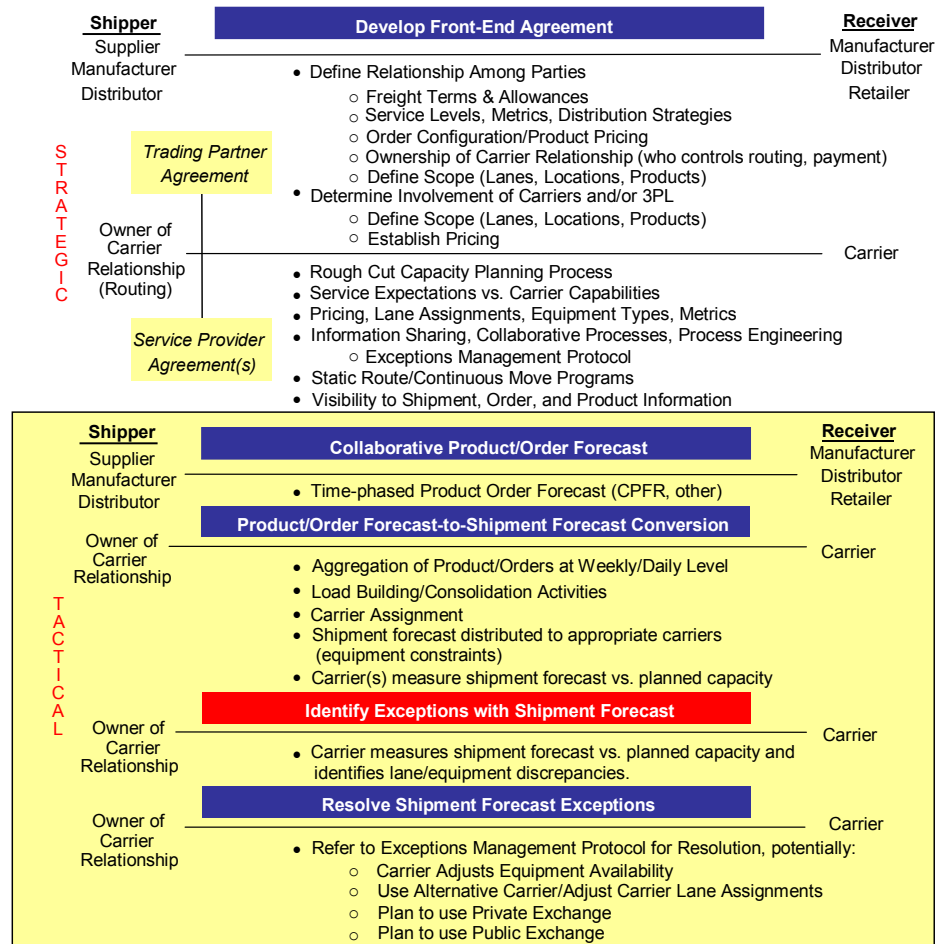 Shipper
Supplier
Manufacturer
Distributor
Develop Front-End Agreement
Receiver
Manufacturer
Distributor
Retailer
STRATEGIC
Trading Partner
Agreement
Owner of
Carrier
Relationship
(Routing)
Service Provider
Agreement(s)
• Define Relationship Among Parties
○ Freight Terms & Allowances
○ Service Levels, Metrics, Distribution Strategies
○ Order Configuration/Product Pricing
○ Ownership of Carrier Relationship (who controls routing, payment)
○ Define Scope (Lanes, Locations, Products)
• Determine Involvement of Carriers and/or 3PL
○ Define Scope (Lanes, Locations, Products)
○ Establish Pricing
Carrier
• Rough Cut Capacity Planning Process
• Service Expectations vs. Carrier Capabilities
• Pricing, Lane Assignments, Equipment Types, Metrics
• Information Sharing, Collaborative Processes, Process Engineering
○ Exceptions Management Protocol
• Static Route/Continuous Move Programs
• Visibility to Shipment, Order, and Product Information
Shipper
Supplier
Manufacturer
Distributor
Collaborative Product/Order Forecast
Receiver
Manufacturer
Distributor
Retailer
• Time-phased Product Order Forecast (CPFR, other)
Product/Order Forecast-to-Shipment Forecast Conversion
Owner of
Carrier
Relationship
Carrier
TACTICAL
• Aggregation of Product/Orders at Weekly/Daily Level
• Load Building/Consolidation Activities
• Carrier Assignment
• Shipment forecast distributed to appropriate carriers
(equipment constraints)
• Carrier(s) measure shipment forecast vs. planned capacity
Identify Exceptions with Shipment Forecast
Owner of
Carrier
Relationship
Carrier
• Carrier measures shipment forecast vs. planned capacity and
identifies lane/equipment discrepancies.
Resolve Shipment Forecast Exceptions
Owner of
Carrier
Relationship
Carrier
• Refer to Exceptions Management Protocol for Resolution, potentially:
○ Carrier Adjusts Equipment Availability
○ Use Alternative Carrier/Adjust Carrier Lane Assignments
○ Plan to use Private Exchange
○ Plan to use Public Exchange